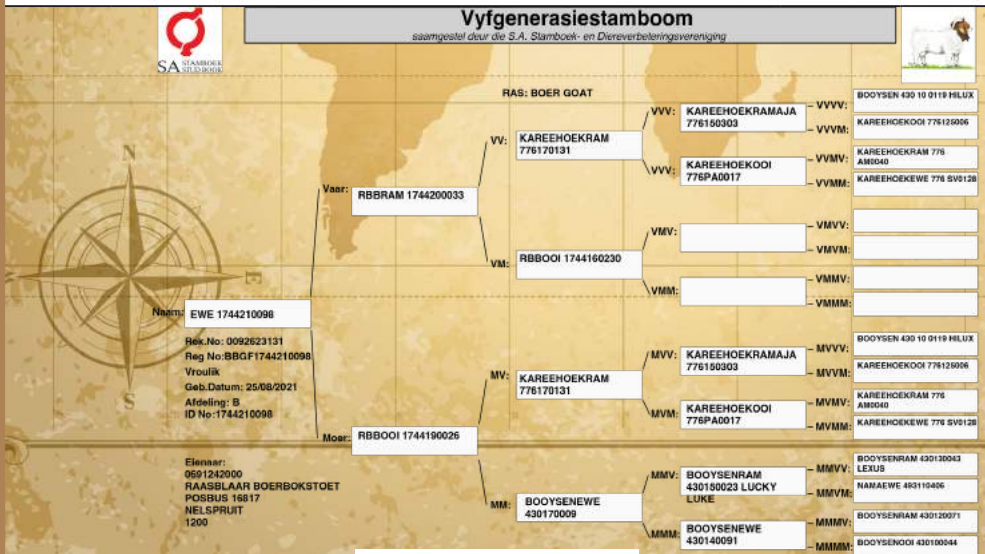 Vyfgenerasiestamboom
saamgestel deur die S.A. Stamboek- en Diereverbeteringsvereniging
SA STAMBOEK
STUD BOOK
RAS: BOER GOAT
Naam:
EWE 1744210098
Rek.No: 0092623131
Reg No:BBGF1744210098
Vroulik
Geb.Datum: 25/08/2021
Afdeling: B
ID No:1744210098
Eienaar:
0691242000
RAASBLAAR BOERBOKSTOET
POSBUS 16817
NELSPRUIT
1200
Vaar:
RBBRAM 1744200033
Moer:
RBBOOI 1744190026
VV:
KAREEHOEKRAM
776170131
VM:
RBBOOI 1744160230
MV:
KAREEHOEKRAM
776170131
MM:
BOOYSENEWE
430170009
VVV:
KAREEHOEKRAMAJA
776150303
VVV:
KAREEHOEKOOI
776PA0017
VMV:
VMM:
MVV:
KAREEHOEKRAMAJA
776150303
MVM:
KAREEHOEKOOI
776PA0017
MMV:
BOOYSENRAM
430150023 LUCKY
LUKE
MMM:
BOOYSENEWE
430140091
VVVV:
BOOYSEN 430 10 0119 HILUX
VVVM:
KAREEHOEKOOI 776125006
VVMV:
KAREEHOEKRAM 776
AM0040
VVMM:
KAREEHOEKEWE 776 SV0128
VMVV:
VMVM:
VMMV:
VMMM:
MVVV:
BOOYSEN 430 10 0119 HILUX
MVVM:
KAREEHOEKOOI 776125006
MVMV:
KAREEHOEKRAM 776
AM0040
MVMM:
KAREEHOEKEWE 776 SV0128
MMVV:
BOOYSENRAM 430130043
LEXUS
MMVM:
NAMAEWE 493110406
MMMV:
BOOYSENRAM 430120071
MMMM:
BOOYSENOOI 430100044
N
E
S